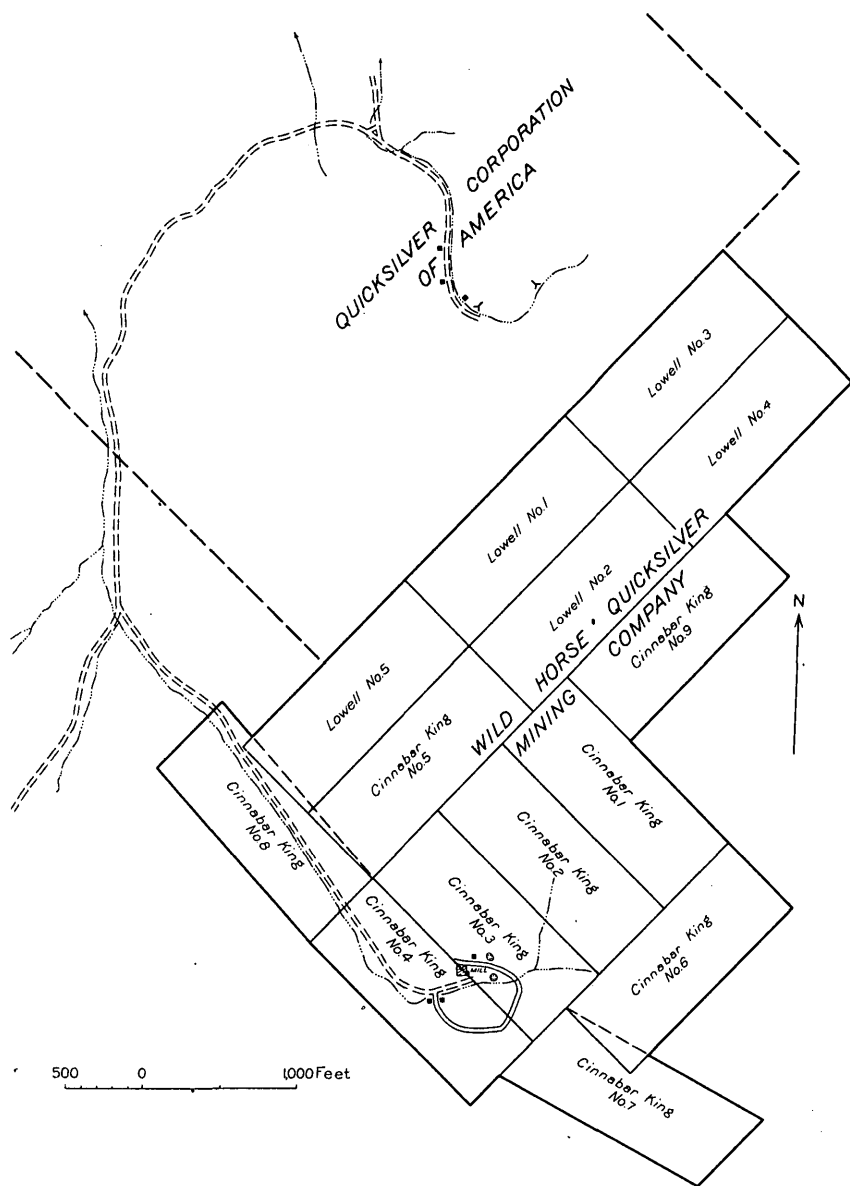 QUICKSILVER CORPORATION
OF AMERICA
Lowell No.3
Lowell No.4
Lowell No.1
Lowell No.2
Lowell No.5
WILD HORSE QUICKSILVER
MINING COMPANY
Cinnabar King
No.9
Cinnabar King
No.5
Cinnabar King
No.1
Cinnabar King
No.2
Cinnabar King
No.8
Cinnabar King
No.3
Cinnabar King
No.4
MILL
Cinnabar King
No.6
Cinnabar King
No.7
N
500 0 1,000 Feet